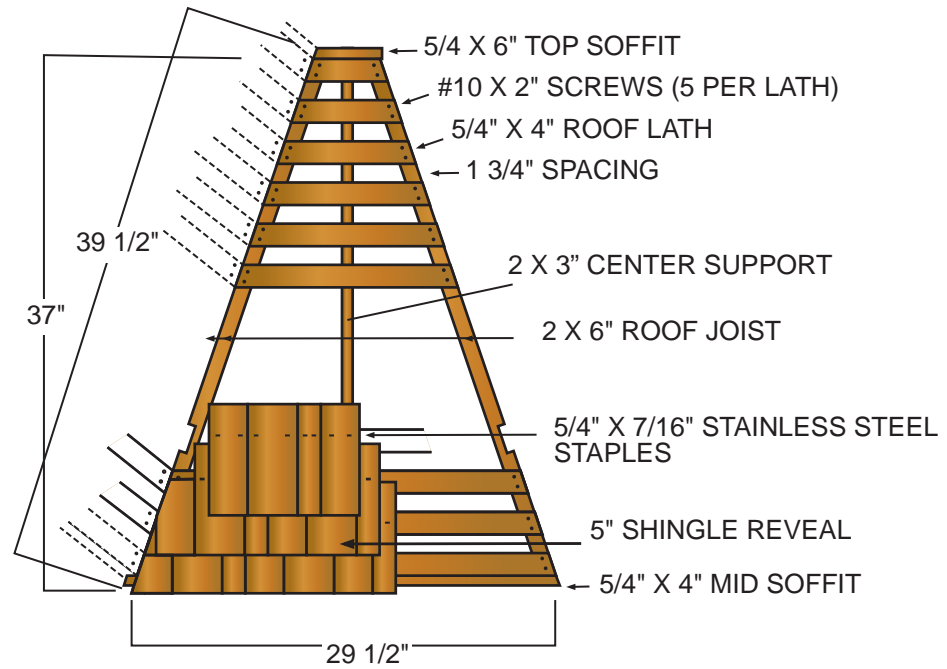 5/4 X 6" TOP SOFFIT
#10 X 2" SCREWS (5 PER LATH)
5/4" X 4" ROOF LATH
1 3/4" SPACING
39 1/2"
2 X 3” CENTER SUPPORT
37"
2 X 6" ROOF JOIST
5/4" X 7/16" STAINLESS STEEL
STAPLES
5" SHINGLE REVEAL
5/4" X 4" MID SOFFIT
29 1/2"